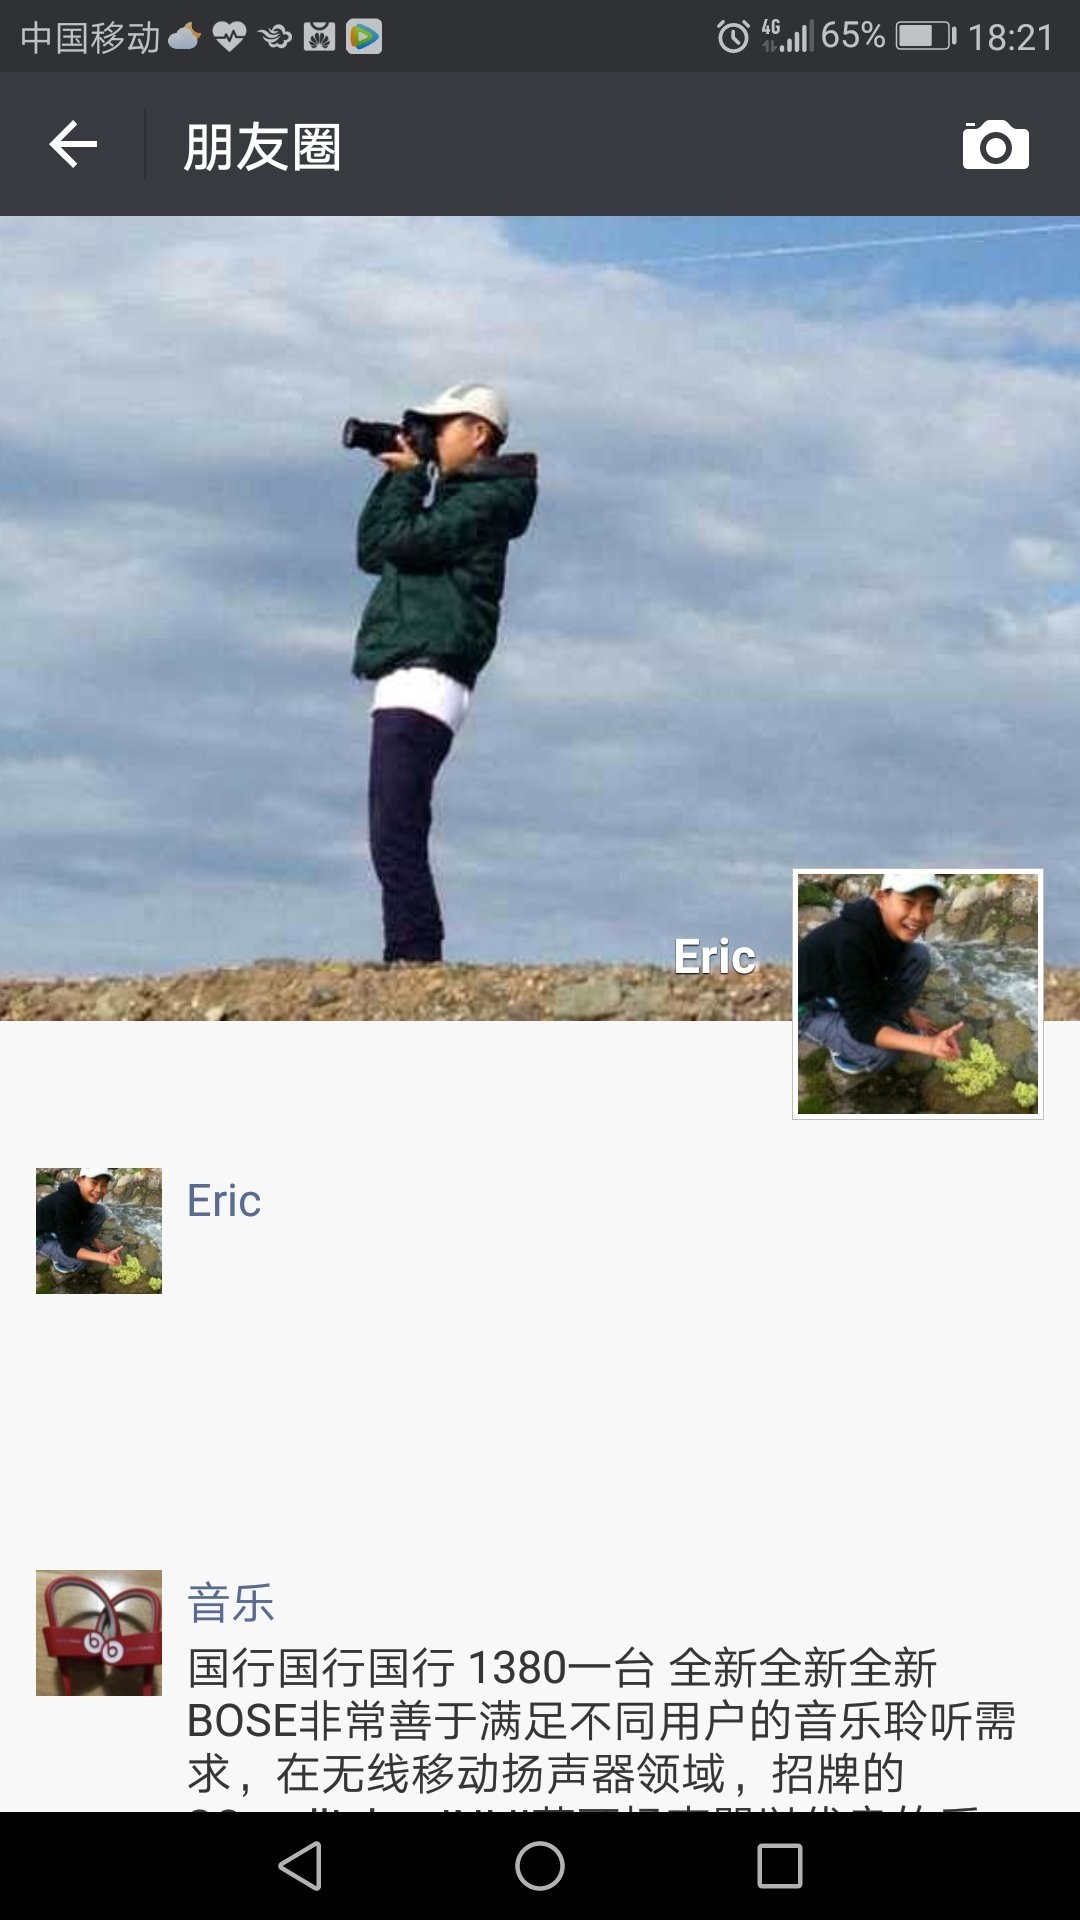 中国移动 4G 65% 18:21
朋友圈
Eric
Eric
音乐
国行国行国行 1380一台 全新全新全新
BOSE非常善于满足不同用户的音乐聆听需
求，在无线移动扬声器领域，招牌的